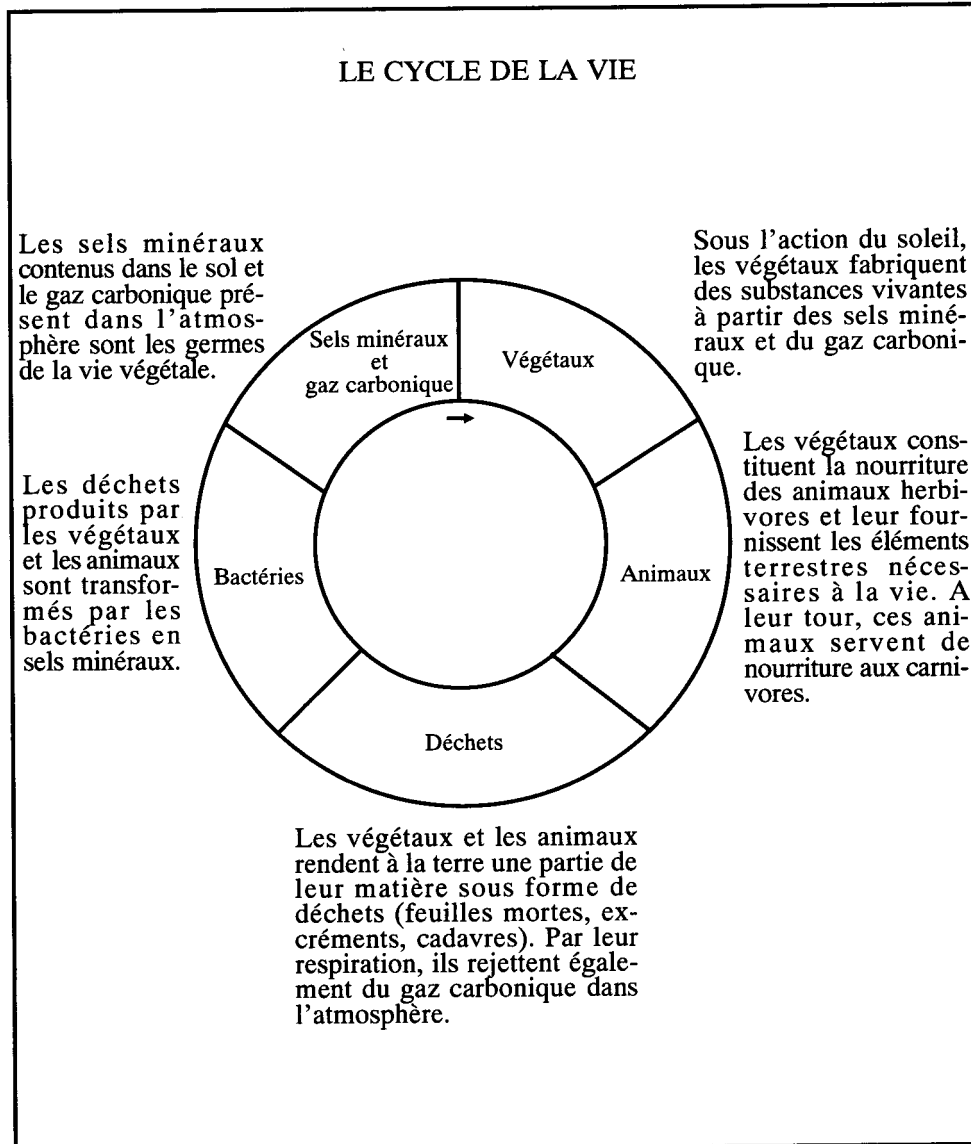 LE CYCLE DE LA VIE
Les sels minéraux
contenus dans le sol et
le gaz carbonique pré-
sent dans l'atmos-
phère sont les germes
de la vie végétale.
Sous l'action du soleil,
les végétaux fabriquent
des substances vivantes
à partir des sels miné-
raux et du gaz carboni-
que.
Sels minéraux
et
gaz carbonique
Végétaux
Les végétaux cons-
tituent la nourriture
des animaux herbi-
vores et leur four-
nissent les éléments
terrestres néces-
saires à la vie. A
leur tour, ces ani-
maux servent de
nourriture aux carni-
vores.
Les déchets
produits par
les végétaux
et les animaux
sont transfor-
més par les
bactéries en
sels minéraux.
Bactéries
Animaux
Déchets
Les végétaux et les animaux
rendent à la terre une partie de
leur matière sous forme de
déchets (feuilles mortes, ex-
créments, cadavres). Par leur
respiration, ils rejettent égale-
ment du gaz carbonique dans
l'atmosphère.